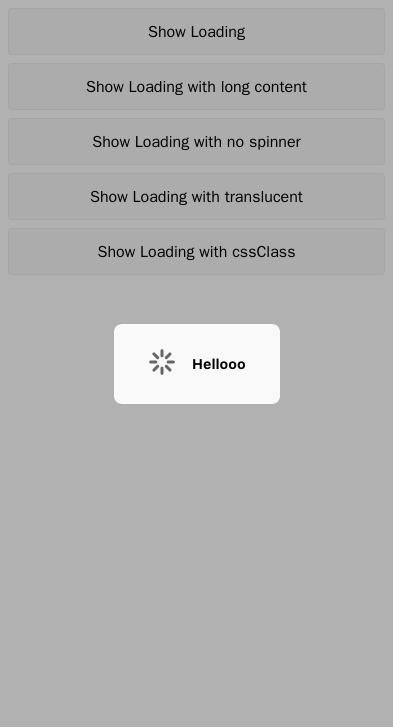 Show Loading
Show Loading with long content
Show Loading with no spinner
Show Loading with translucent
Show Loading with cssClass
Hellooo